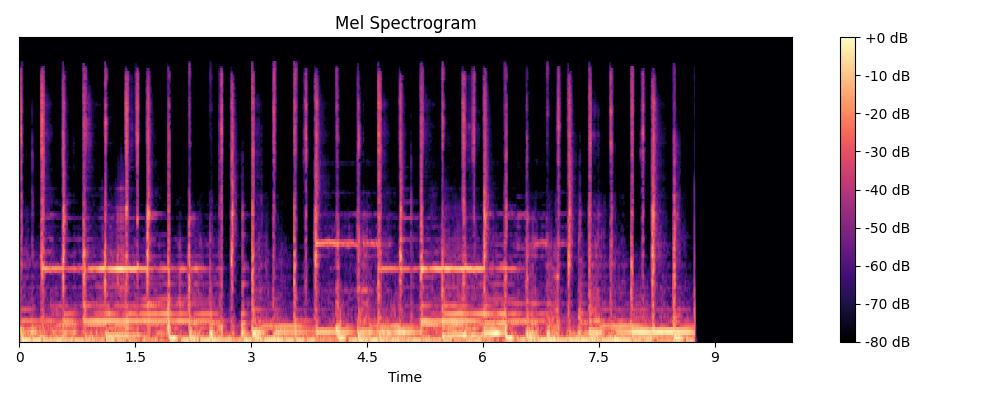 Mel Spectrogram
+0 dB
-10 dB
-20 dB
-30 dB
-40 dB
-50 dB
-60 dB
-70 dB
-80 dB
0 1.5 3 4.5 6 7.5 9
Time